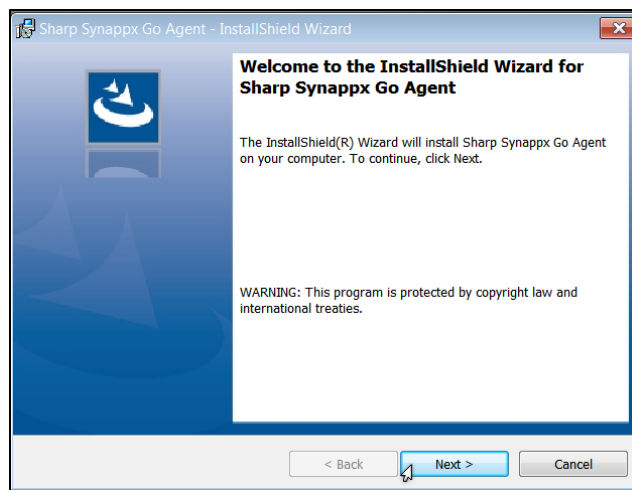 Sharp Synappx Go Agent - InstallShield Wizard
Welcome to the InstallShield Wizard for
Sharp Synappx Go Agent
The InstallShield(R) Wizard will install Sharp Synappx Go Agent
on your computer. To continue, click Next.
WARNING: This program is protected by copyright law and
international treaties.
< Back
Next >
Cancel